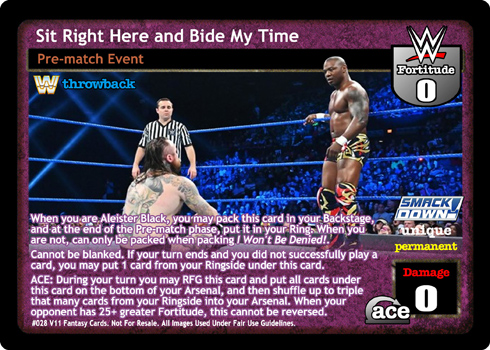 Sit Right Here and Bide My Time
Pre-match Event
throwback
Fortitude
0
When you are Aleister Black, you may pack this card in your Backstage,
and at the end of the Pre-match phase, put it in your Ring. When you
are not, can only be packed when packing I Won't Be Denied!.
Cannot be blanked. If your turn ends and you did not successfully play a
card, you may put 1 card from your Ringside under this card.
ACE: During your turn you may RFG this card and put all cards under
this card on the bottom of your Arsenal, and then shuffle up to triple
that many cards from your Ringside into your Arsenal. When your
opponent has 25+ greater Fortitude, this cannot be reversed.
#028 V11 Fantasy Cards. Not For Resale. All Images Used Under Fair Use Guidelines.
SMACK
DOWN!
unique
permanent
Damage
0
ace